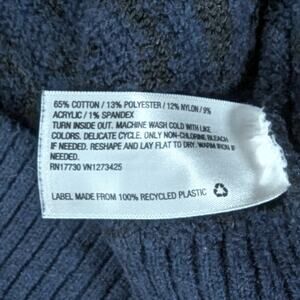 65% COTTON / 13% POLYESTER / 12% NYLON / 9%
ACRYLIC / 1% SPANDEX
TURN INSIDE OUT. MACHINE WASH COLD WITH LIKE
COLORS. DELICATE CYCLE. ONLY NON-CHLORINE BLEACH
IF NEEDED. RESHAPE AND LAY FLAT TO DRY. WARM IRON IF
NEEDED.
RN17730 VN1273425
LABEL MADE FROM 100% RECYCLED PLASTIC